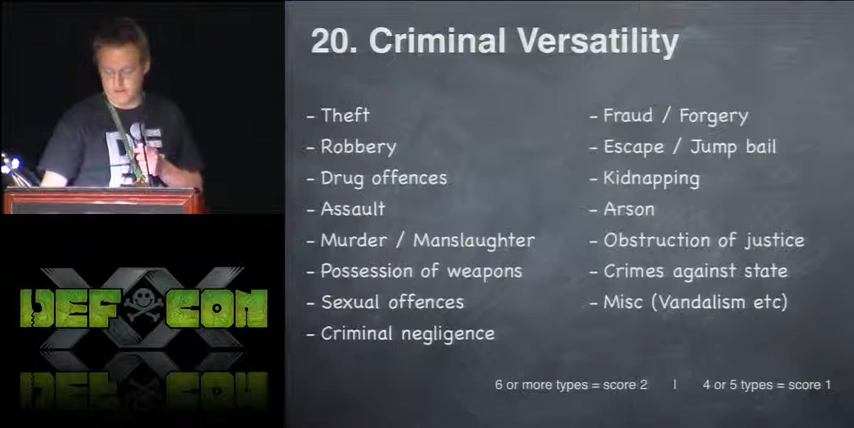 20. Criminal Versatility
- Theft
- Robbery
- Drug offences
- Assault
- Murder / Manslaughter
- Possession of weapons
- Sexual offences
- Criminal negligence
- Fraud / Forgery
- Escape / Jump bail
- Kidnapping
- Arson
- Obstruction of justice
- Crimes against state
- Misc (Vandalism etc)
6 or more types = score 2 | 4 or 5 types = score 1
XX
DEF CON